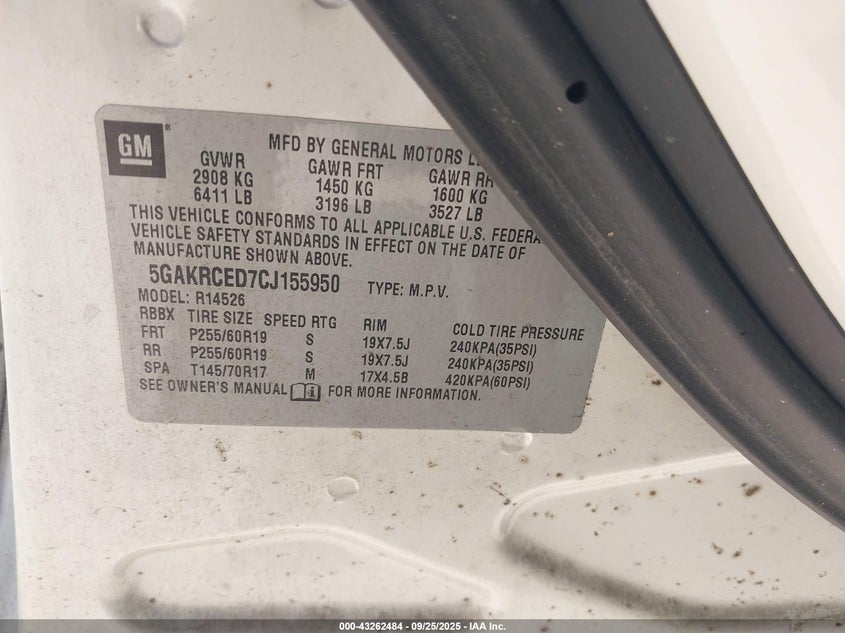 GM
MFD BY GENERAL MOTORS
GVWR GAWR FRT GAWR RR
2908 KG 1450 KG 1600 KG
6411 LB 3196 LB 3527 LB
THIS VEHICLE CONFORMS TO ALL APPLICABLE U.S.
VEHICLE SAFETY STANDARDS IN EFFECT ON THE DATE OF
MANUFACTURE SHOWN ABOVE.
5GAKRCED7CJ155950 TYPE: M.P.V.
MODEL: R14526
RBBX TIRE SIZE SPEED RTG RIM COLD TIRE PRESSURE
FRT P255/60R19 S 19X7.5J 240KPA(35PSI)
RR P255/60R19 S 19X7.5J 240KPA(35PSI)
SPA T145/70R17 M 17X4.5B 420KPA(60PSI)
SEE OWNER'S MANUAL FOR MORE INFORMATION.
000-43262484 - 09/25/2025 - IAA Inc.